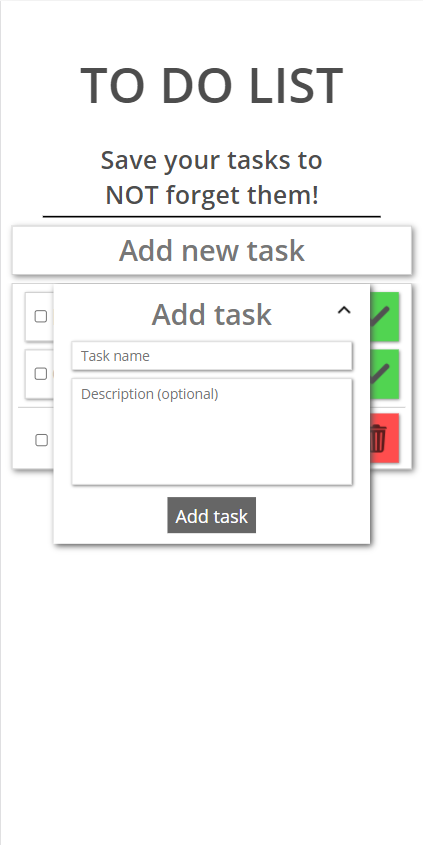 TO DO LIST
Save your tasks to
NOT forget them!
Add new task
Add task
Task name
Description (optional)
Add task